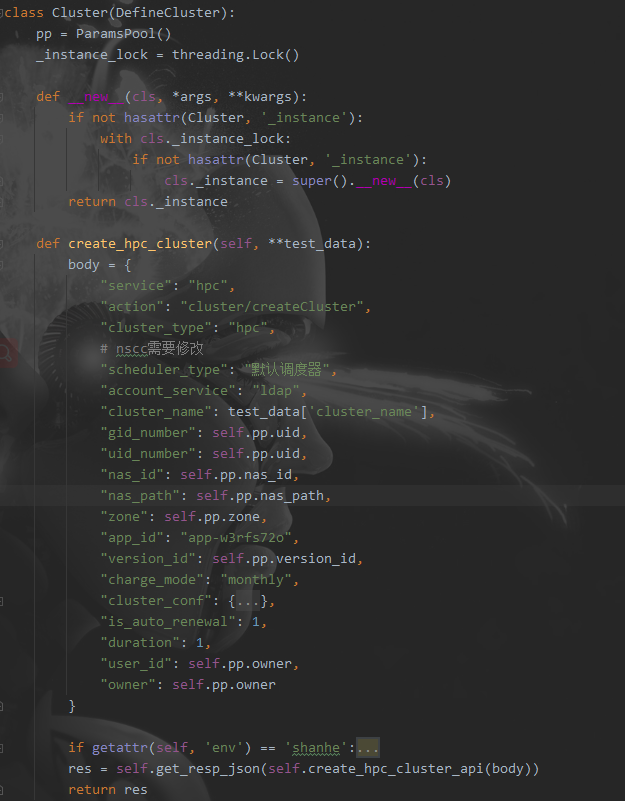 class Cluster(DefineCluster):
    pp = ParamsPool()
    _instance_lock = threading.Lock()
    def __new__(cls, *args, **kwargs):
        if not hasattr(Cluster, '_instance'):
            with cls._instance_lock:
                if not hasattr(Cluster, '_instance'):
                    cls._instance = super().__new__(cls)
        return cls._instance
    def create_hpc_cluster(self, **test_data):
        body = {
            "service": "hpc",
            "action": "cluster/createCluster",
            "cluster_type": "hpc",
            # nscc需要修改
            "scheduler_type": "默认调度器",
            "account_service": "ldap",
            "cluster_name": test_data['cluster_name'],
            "gid_number": self.pp.uid,
            "uid_number": self.pp.uid,
            "nas_id": self.pp.nas_id,
            "nas_path": self.pp.nas_path,
            "zone": self.pp.zone,
            "app_id": "app-w3rfs72o",
            "version_id": self.pp.version_id,
            "charge_mode": "monthly",
            "cluster_conf": {...},
            "is_auto_renewal": 1,
            "duration": 1,
            "user_id": self.pp.owner,
            "owner": self.pp.owner
        }
        if getattr(self, 'env') == 'shanhe':...
        res = self.get_resp_json(self.create_hpc_cluster_api(body))
        return res